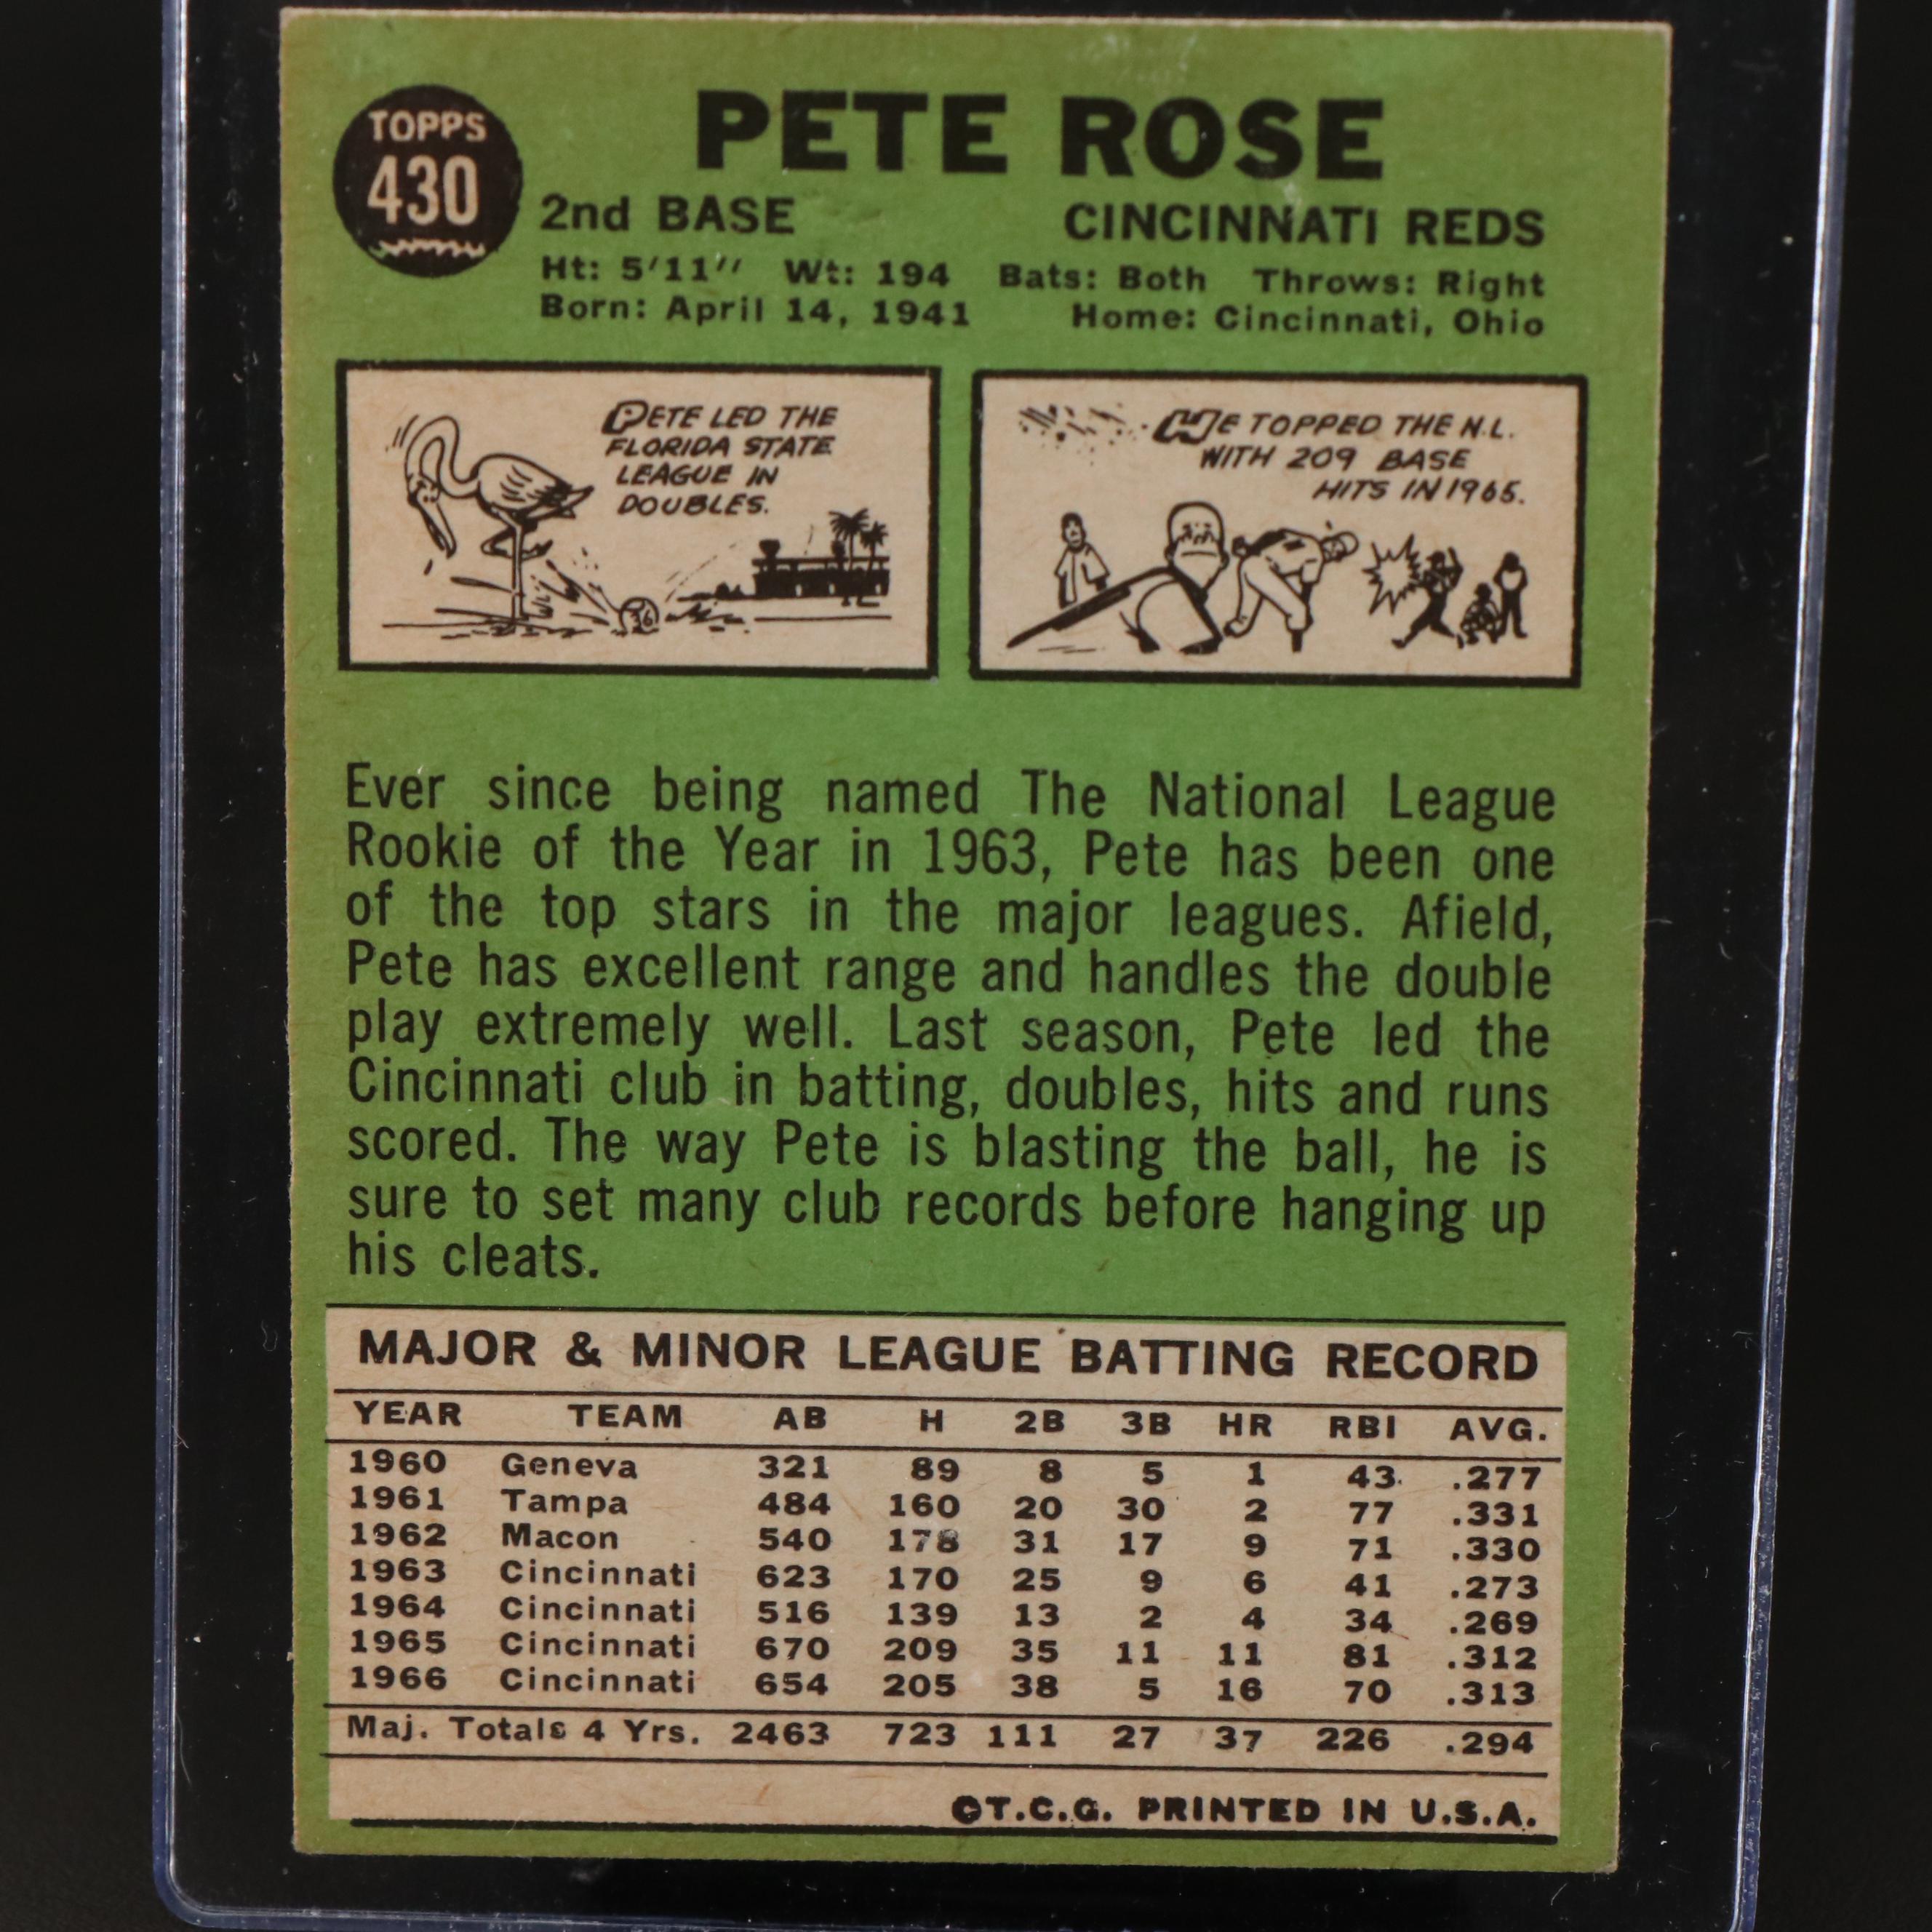 TOPPS
430
PETE ROSE
2nd BASE CINCINNATI REDS
Ht: 5'11'' Wt: 194 Bats: Both Throws: Right
Born: April 14, 1941 Home: Cincinnati, Ohio
PETE LED THE
FLORIDA STATE
LEAGUE IN
DOUBLES.
36
HE TOPPED THE N.L.
WITH 209 BASE
HITS IN 1965.
Ever since being named The National League
Rookie of the Year in 1963, Pete has been one
of the top stars in the major leagues. Afield,
Pete has excellent range and handles the double
play extremely well. Last season, Pete led the
Cincinnati club in batting, doubles, hits and runs
scored. The way Pete is blasting the ball, he is
sure to set many club records before hanging up
his cleats.
MAJOR & MINOR LEAGUE BATTING RECORD
YEAR TEAM AB H 2B 3B HR RBI AVG.
1960 Geneva 321 89 8 5 1 43 .277
1961 Tampa 484 160 20 30 2 77 .331
1962 Macon 540 178 31 17 9 71 .330
1963 Cincinnati 623 170 25 9 6 41 .273
1964 Cincinnati 516 139 13 2 4 34 .269
1965 Cincinnati 670 209 35 11 11 81 .312
1966 Cincinnati 654 205 38 5 16 70 .313
Maj. Totals 4 Yrs. 2463 723 111 27 37 226 .294
©T.C.G. PRINTED IN U.S.A.